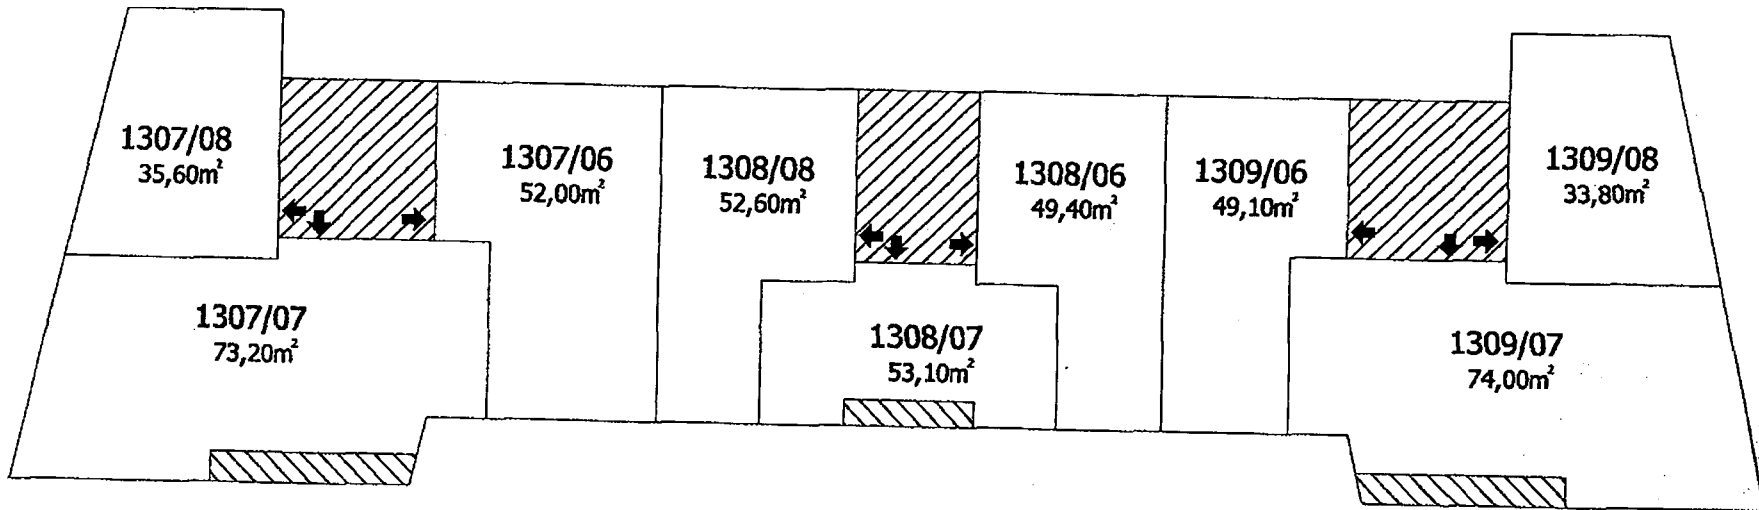 1307/08
35,60m²
1307/06
52,00m²
1308/08
52,60m²
1308/06
49,40m²
1309/06
49,10m²
1309/08
33,80m²
1307/07
73,20m²
1308/07
53,10m²
1309/07
74,00m²